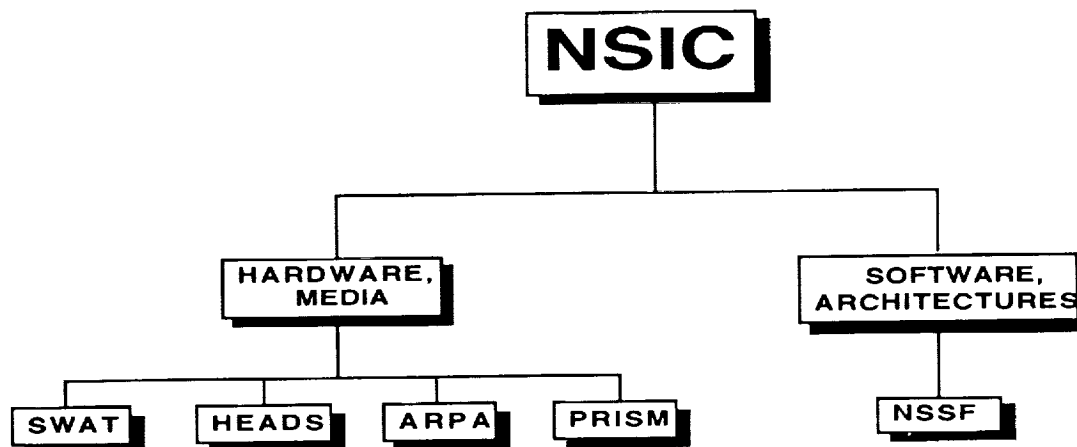 NSIC
HARDWARE,
MEDIA
SOFTWARE,
ARCHITECTURES
SWAT
HEADS
ARPA
PRISM
NSSF